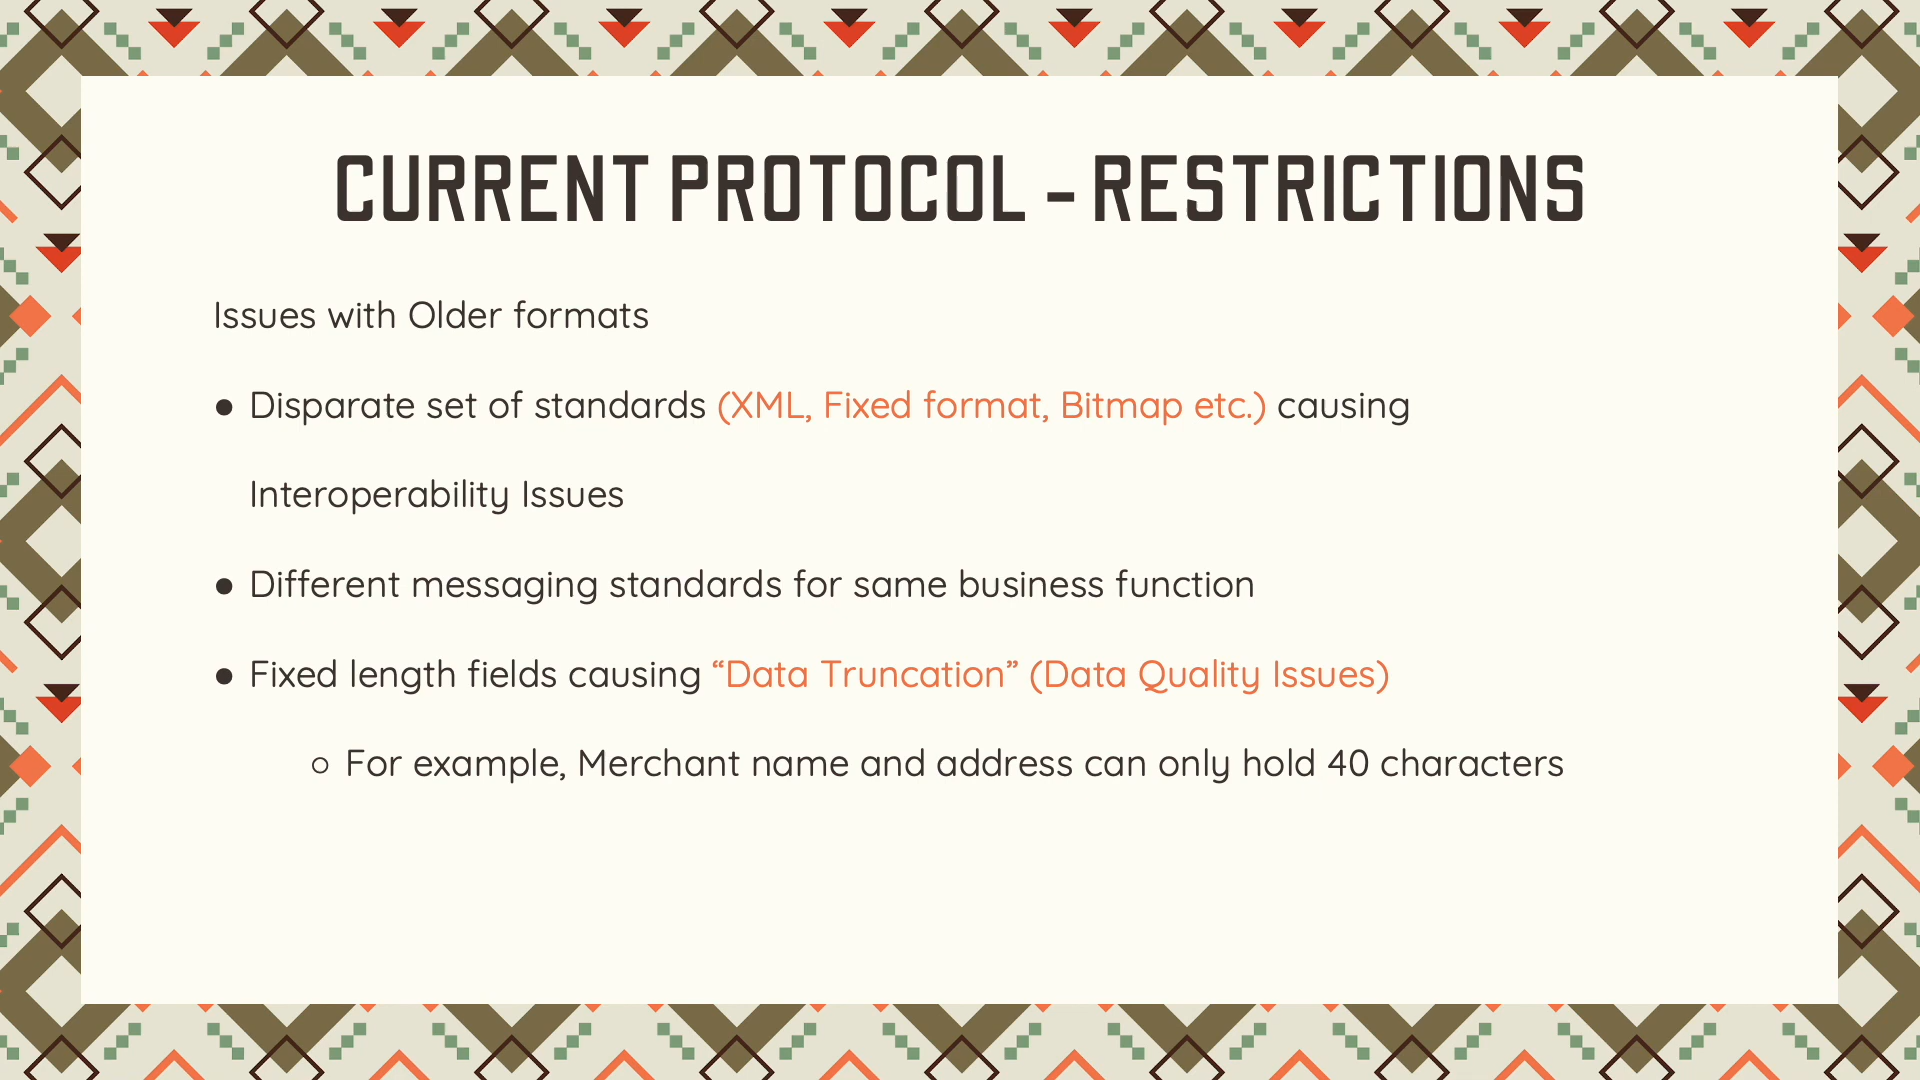 CURRENT PROTOCOL - RESTRICTIONS
Issues with Older formats
● Disparate set of standards (XML, Fixed format, Bitmap etc.) causing
Interoperability Issues
● Different messaging standards for same business function
● Fixed length fields causing “Data Truncation” (Data Quality Issues)
○ For example, Merchant name and address can only hold 40 characters